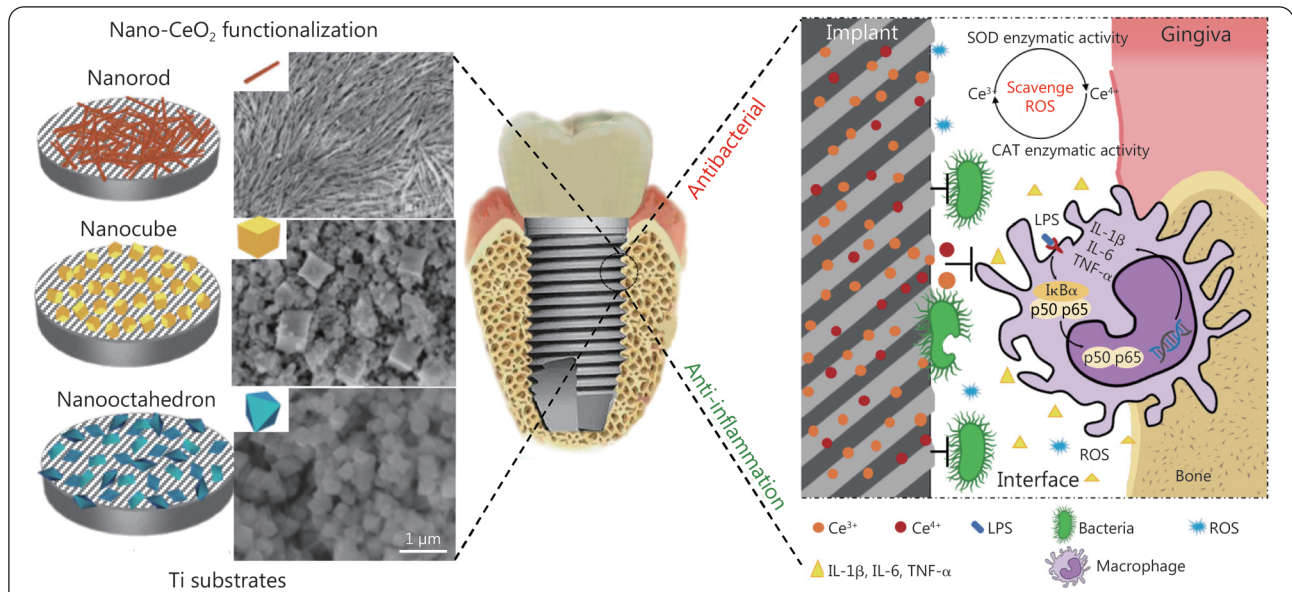 Nano-CeO₂ functionalization
Nanorod
Nanocube
Nanooctahedron
1 μm
Ti substrates
Antibacterial
Anti-inflammation
Implant
SOD enzymatic activity
Gingiva
Ce³⁺
Scavenge
ROS
Ce⁴⁺
CAT enzymatic activity
LPS
IL-1β
IL-6
TNF-α
IκBα
p50 p65
p50 p65
ROS
Interface
Bone
Ce³⁺
Ce⁴⁺
LPS
Bacteria
ROS
IL-1β, IL-6, TNF-α
Macrophage